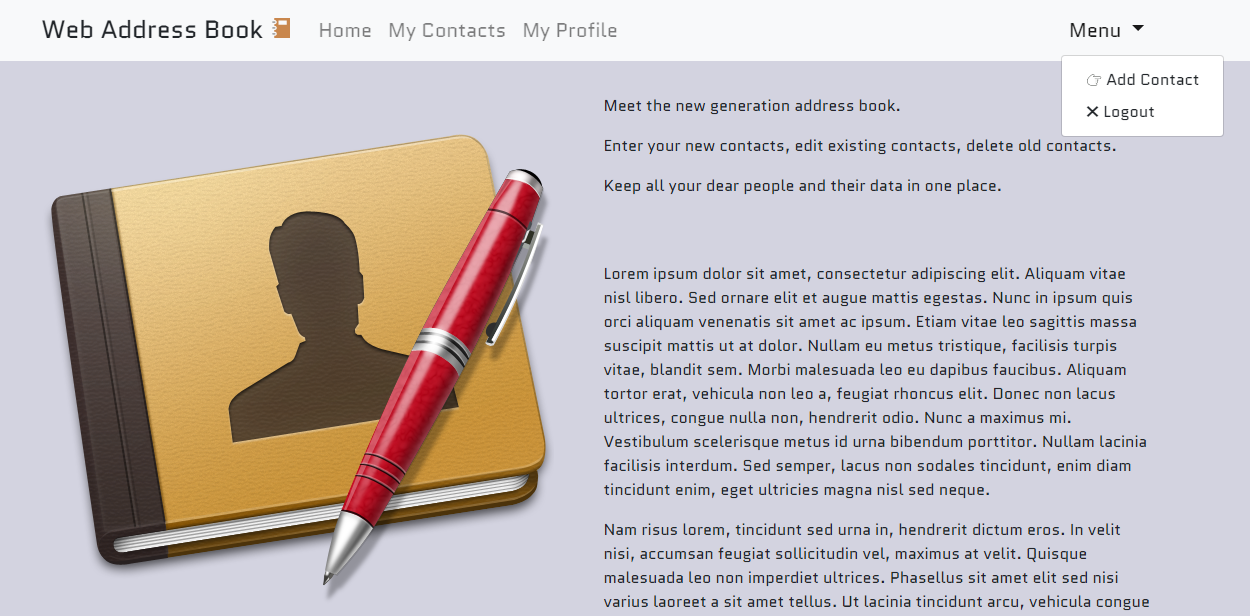 Web Address Book Home My Contacts My Profile Menu
Add Contact
Logout
Meet the new generation address book.
Enter your new contacts, edit existing contacts, delete old contacts.
Keep all your dear people and their data in one place.
Lorem ipsum dolor sit amet, consectetur adipiscing elit. Aliquam vitae
nisl libero. Sed ornare elit et augue mattis egestas. Nunc in ipsum quis
orci aliquam venenatis sit amet ac ipsum. Etiam vitae leo sagittis massa
suscipit mattis ut at dolor. Nullam eu metus tristique, facilisis turpis
vitae, blandit sem. Morbi malesuada leo eu dapibus faucibus. Aliquam
tortor erat, vehicula non leo a, feugiat rhoncus elit. Donec non lacus
ultrices, congue nulla non, hendrerit odio. Nunc a maximus mi.
Vestibulum scelerisque metus id urna bibendum porttitor. Nullam lacinia
facilisis interdum. Sed semper, lacus non sodales tincidunt, enim diam
tincidunt enim, eget ultricies magna nisl sed neque.
Nam risus lorem, tincidunt sed urna in, hendrerit dictum eros. In velit
nisi, accumsan feugiat sollicitudin vel, maximus at velit. Quisque
malesuada leo non imperdiet ultrices. Phasellus sit amet elit sed nisi
varius laoreet a sit amet tellus. Ut lacinia tincidunt arcu, vehicula congue